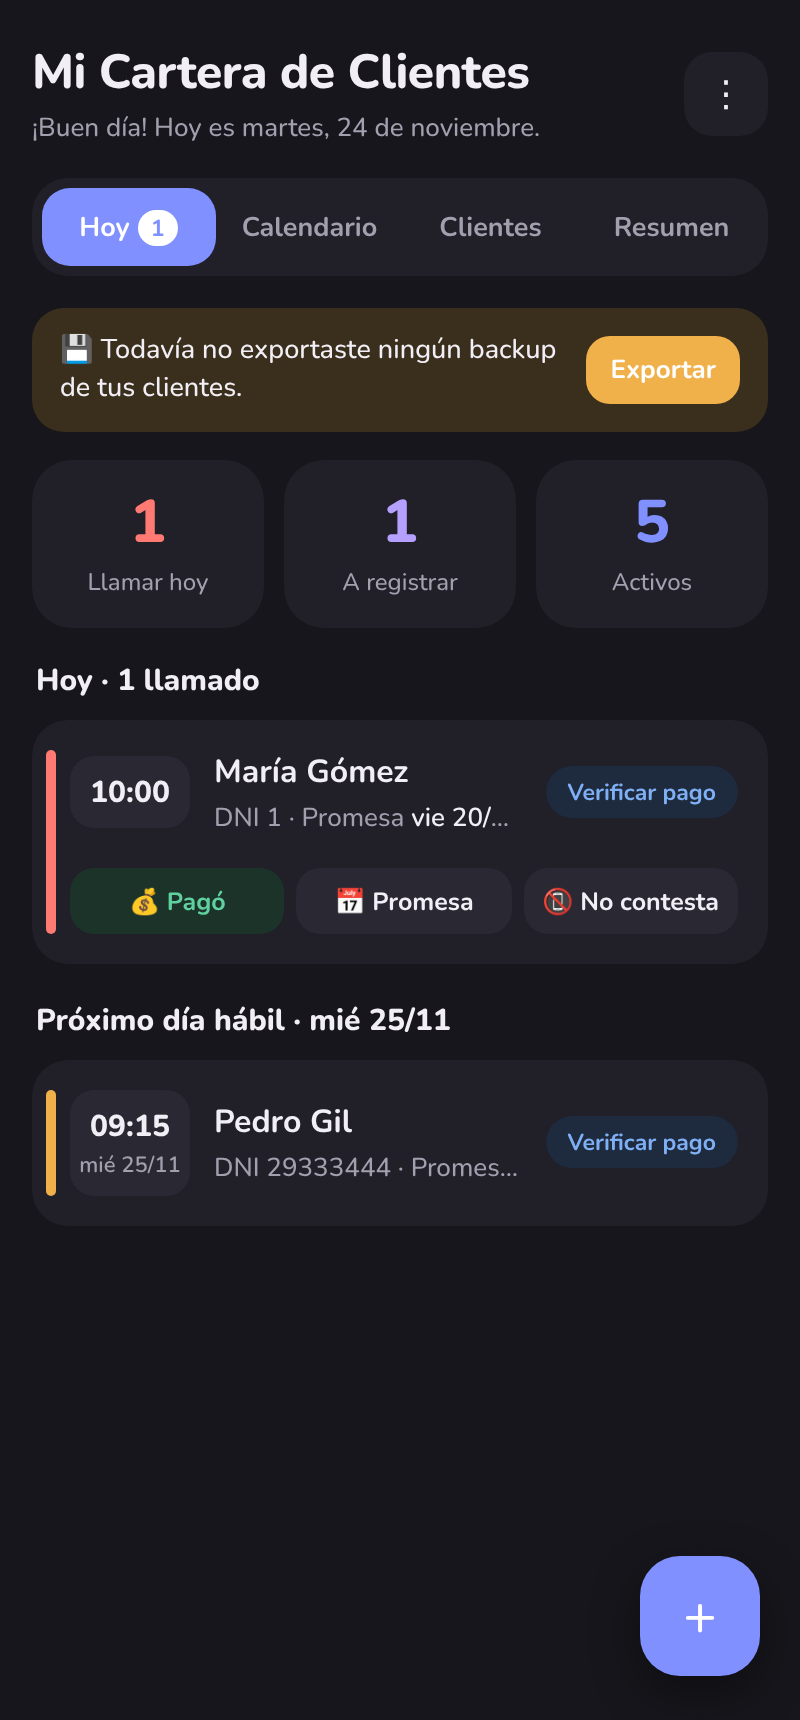 Mi Cartera de Clientes
¡Buen día! Hoy es martes, 24 de noviembre.
⋮
Hoy 1
Calendario
Clientes
Resumen
💾 Todavía no exportaste ningún backup
de tus clientes.
Exportar
1
Llamar hoy
1
A registrar
5
Activos
Hoy · 1 llamado
10:00
María Gómez
DNI 1 · Promesa vie 20/...
Verificar pago
💰 Pagó
📅 Promesa
📵 No contesta
Próximo día hábil · mié 25/11
09:15
mié 25/11
Pedro Gil
DNI 29333444 · Promes...
Verificar pago
+